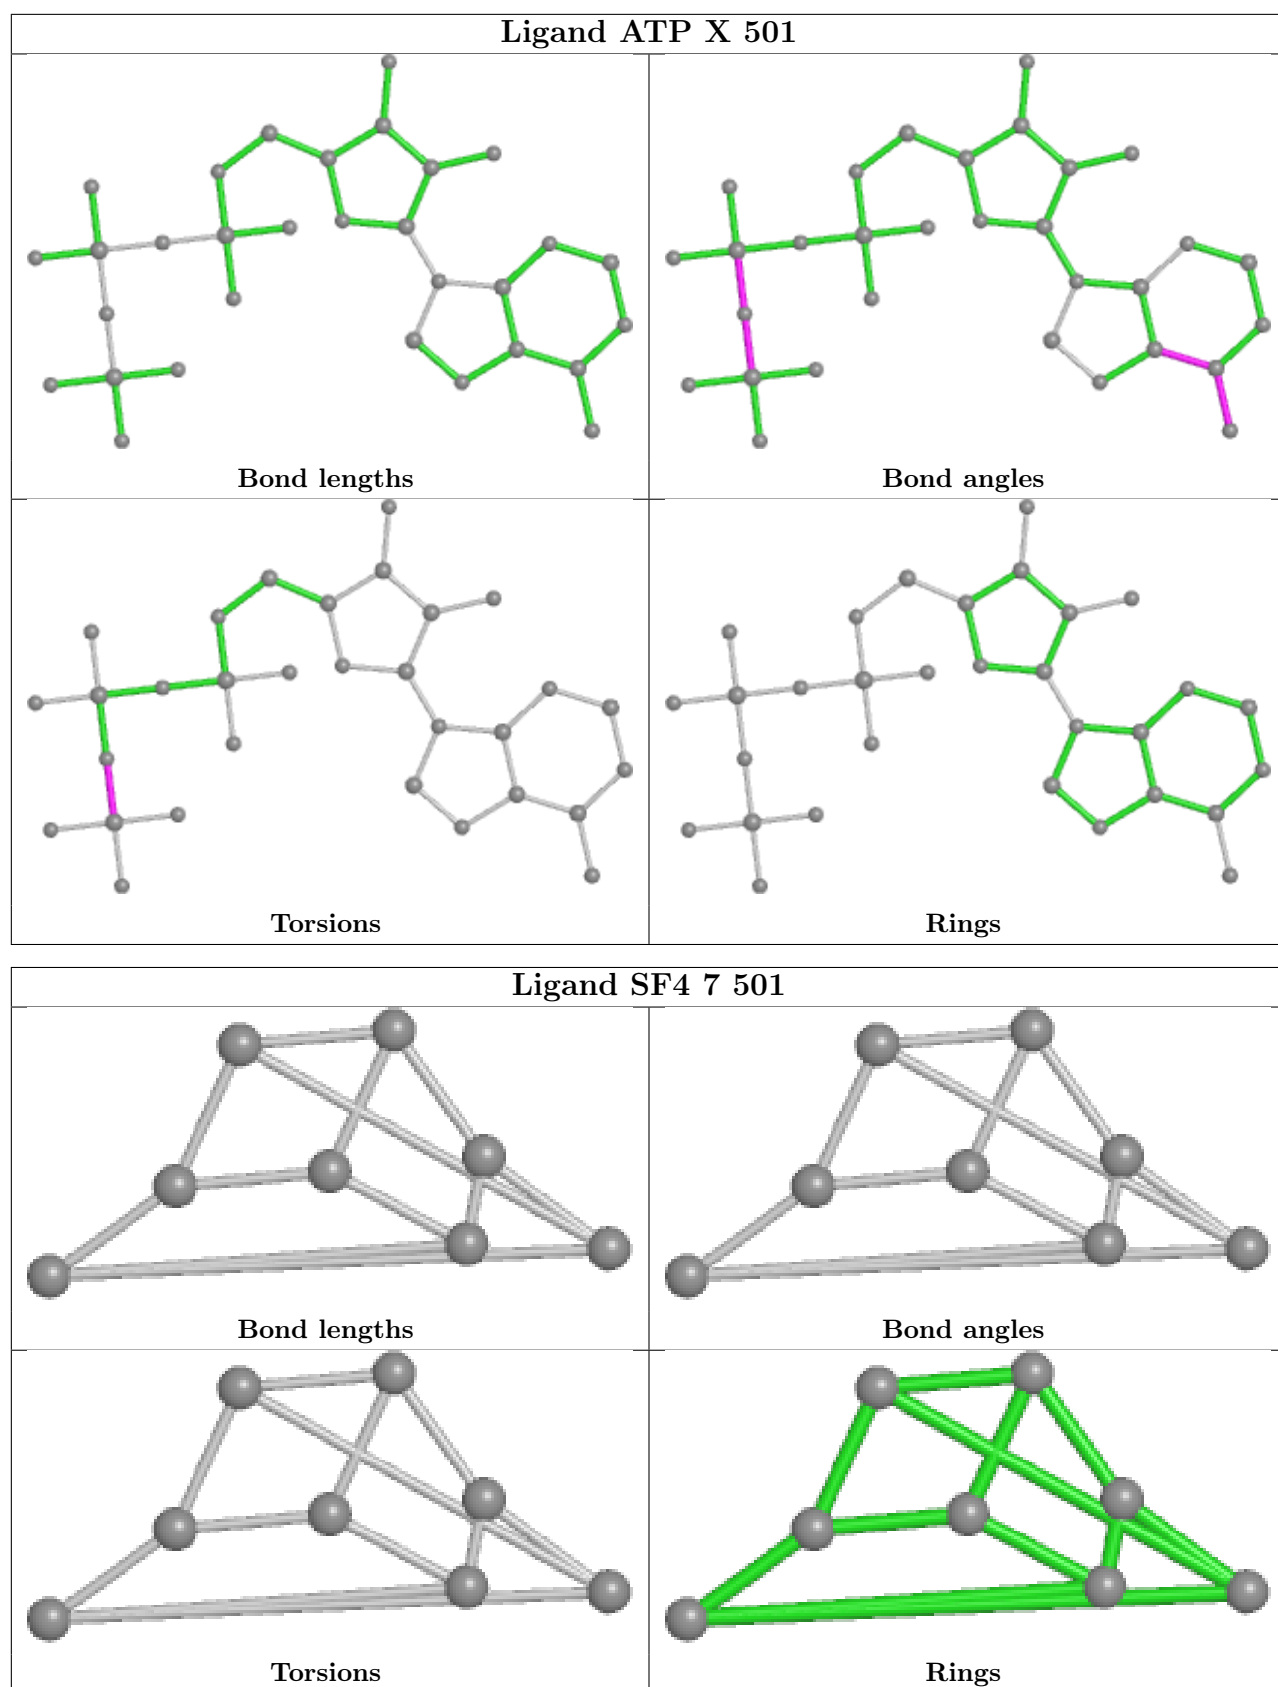 Ligand ATP X 501
Bond lengths
Bond angles
Torsions
Rings
Ligand SF4 7 501
Bond lengths
Bond angles
Torsions
Rings